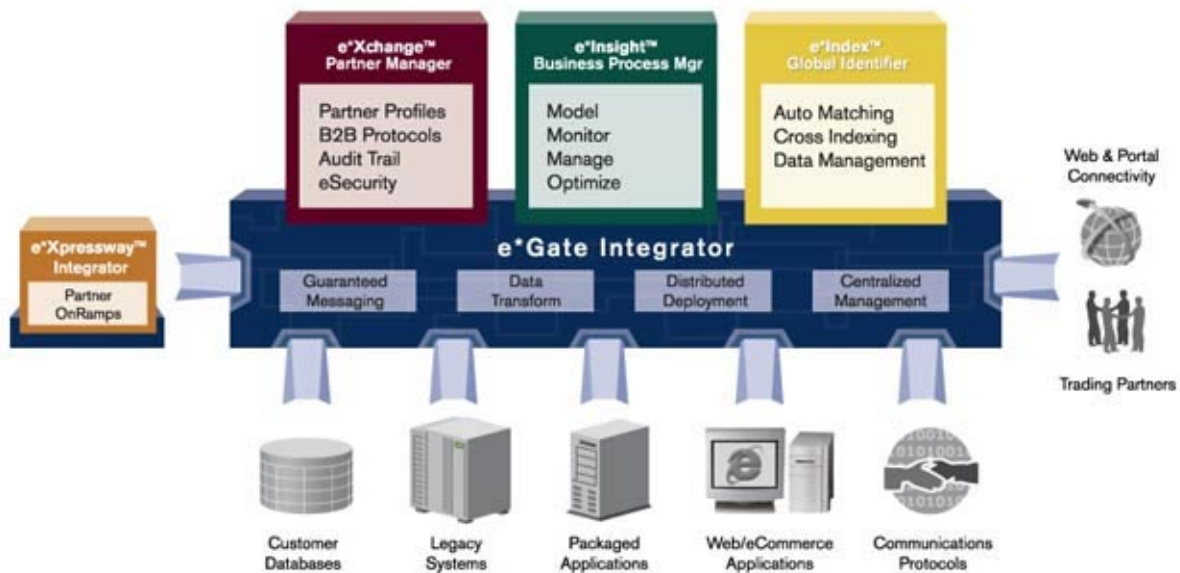 e*Xchange™
Partner Manager
Partner Profiles
B2B Protocols
Audit Trail
eSecurity
e*Insight™
Business Process Mgr
Model
Monitor
Manage
Optimize
e*Index™
Global Identifier
Auto Matching
Cross Indexing
Data Management
Web & Portal
Connectivity
e*Xpressway™
Integrator
Partner
OnRamps
e*Gate Integrator
Guaranteed
Messaging
Data
Transform
Distributed
Deployment
Centralized
Management
Trading Partners
Customer
Databases
Legacy
Systems
Packaged
Applications
Web/eCommerce
Applications
Communications
Protocols